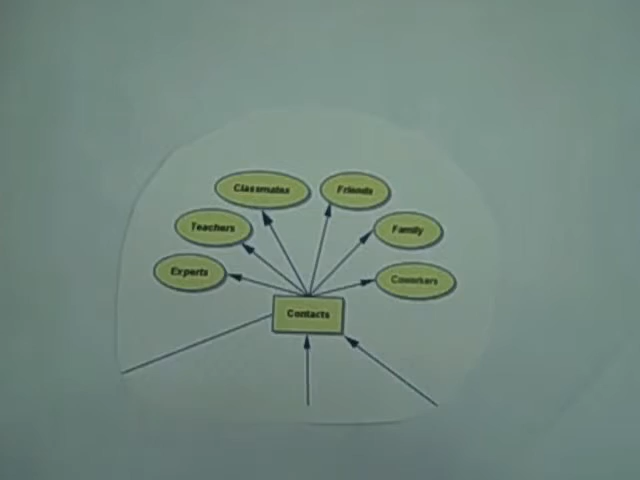 Classmates
Friends
Teachers
Family
Experts
Coworkers
Contacts